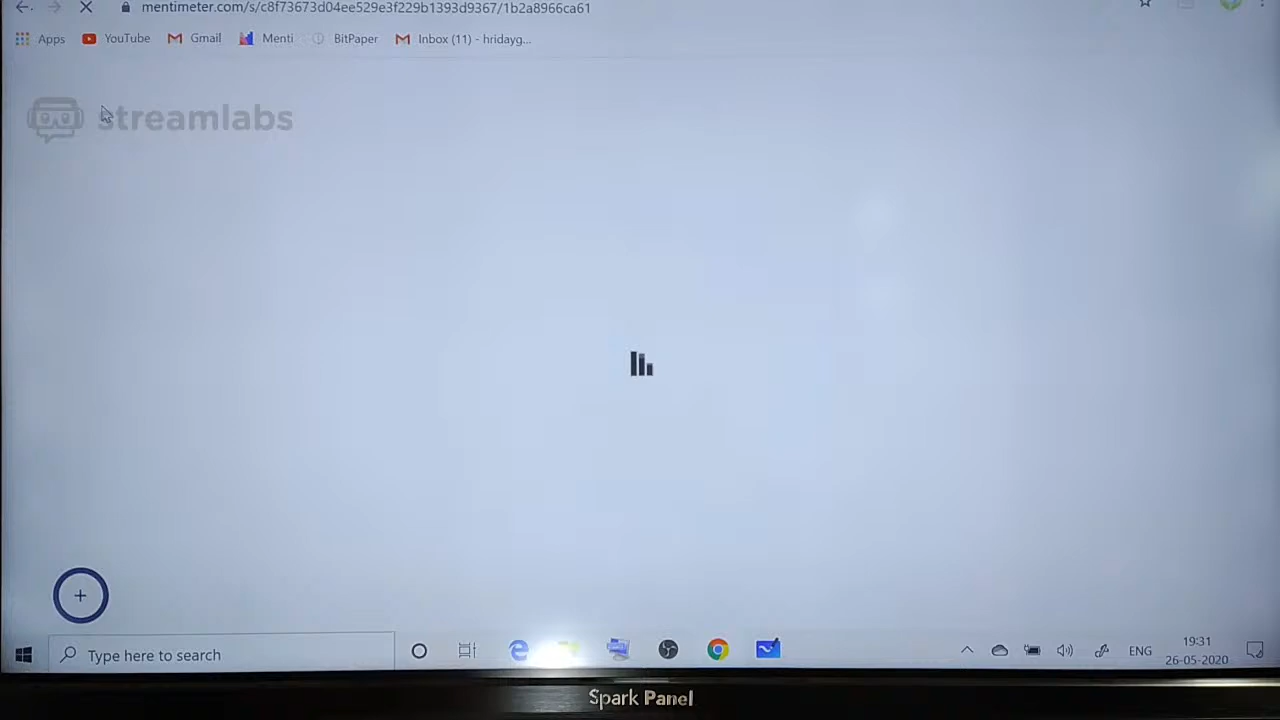 mentimeter.com/s/c8f73673d04ee529e3f229b1393d9367/1b2a8966ca61
Apps YouTube Gmail Menti BitPaper Inbox (11) - hridayg...
streamlabs
+
Type here to search
ENG
19:31
26-05-2020
Spark Panel